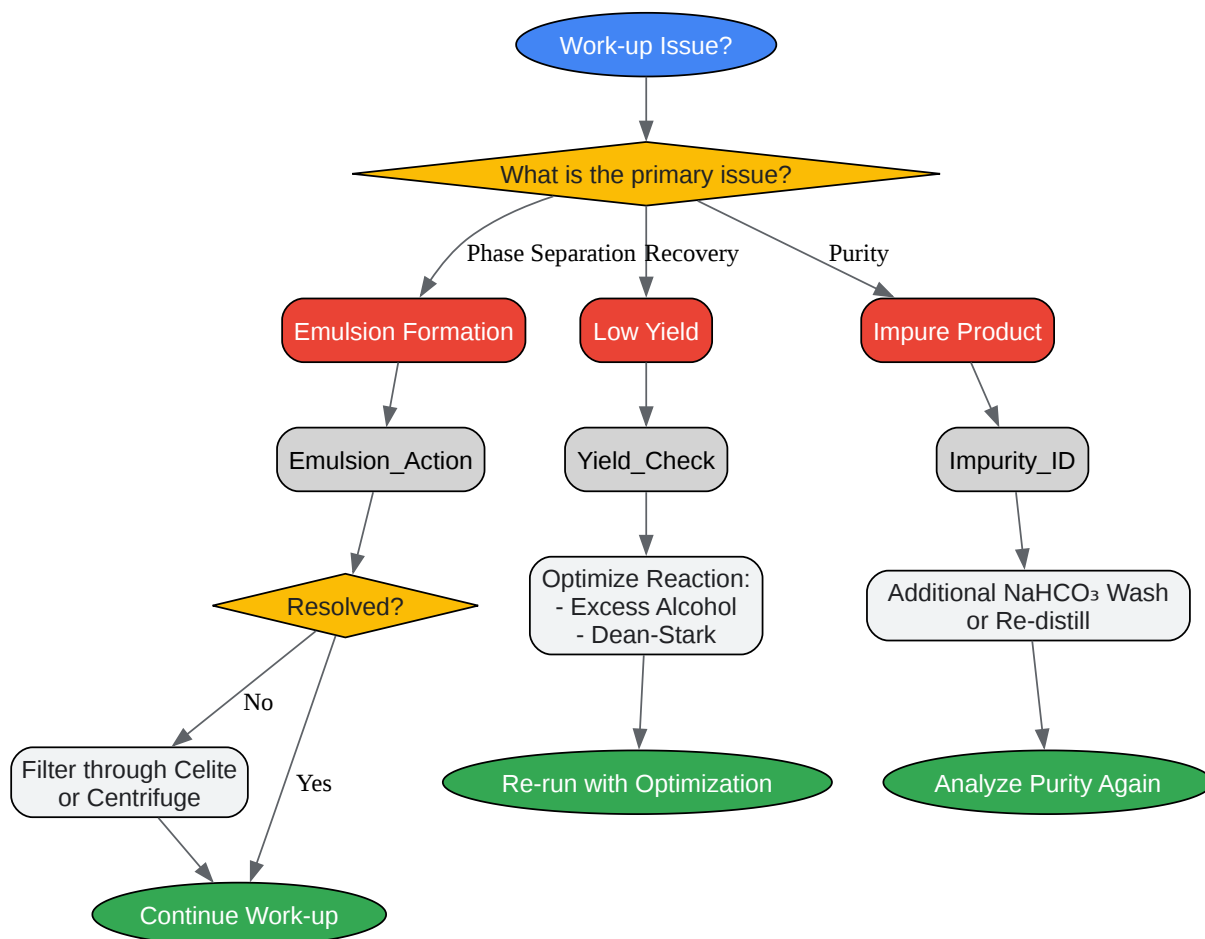 Work-up Issue?
What is the primary issue?
Phase Separation
Recovery
Purity
Emulsion Formation
Low Yield
Impure Product
Emulsion_Action
Yield_Check
Impurity_ID
Optimize Reaction:
- Excess Alcohol
- Dean-Stark
Additional NaHCO₃ Wash
or Re-distill
Resolved?
No
Yes
Filter through Celite
or Centrifuge
Re-run with Optimization
Analyze Purity Again
Continue Work-up